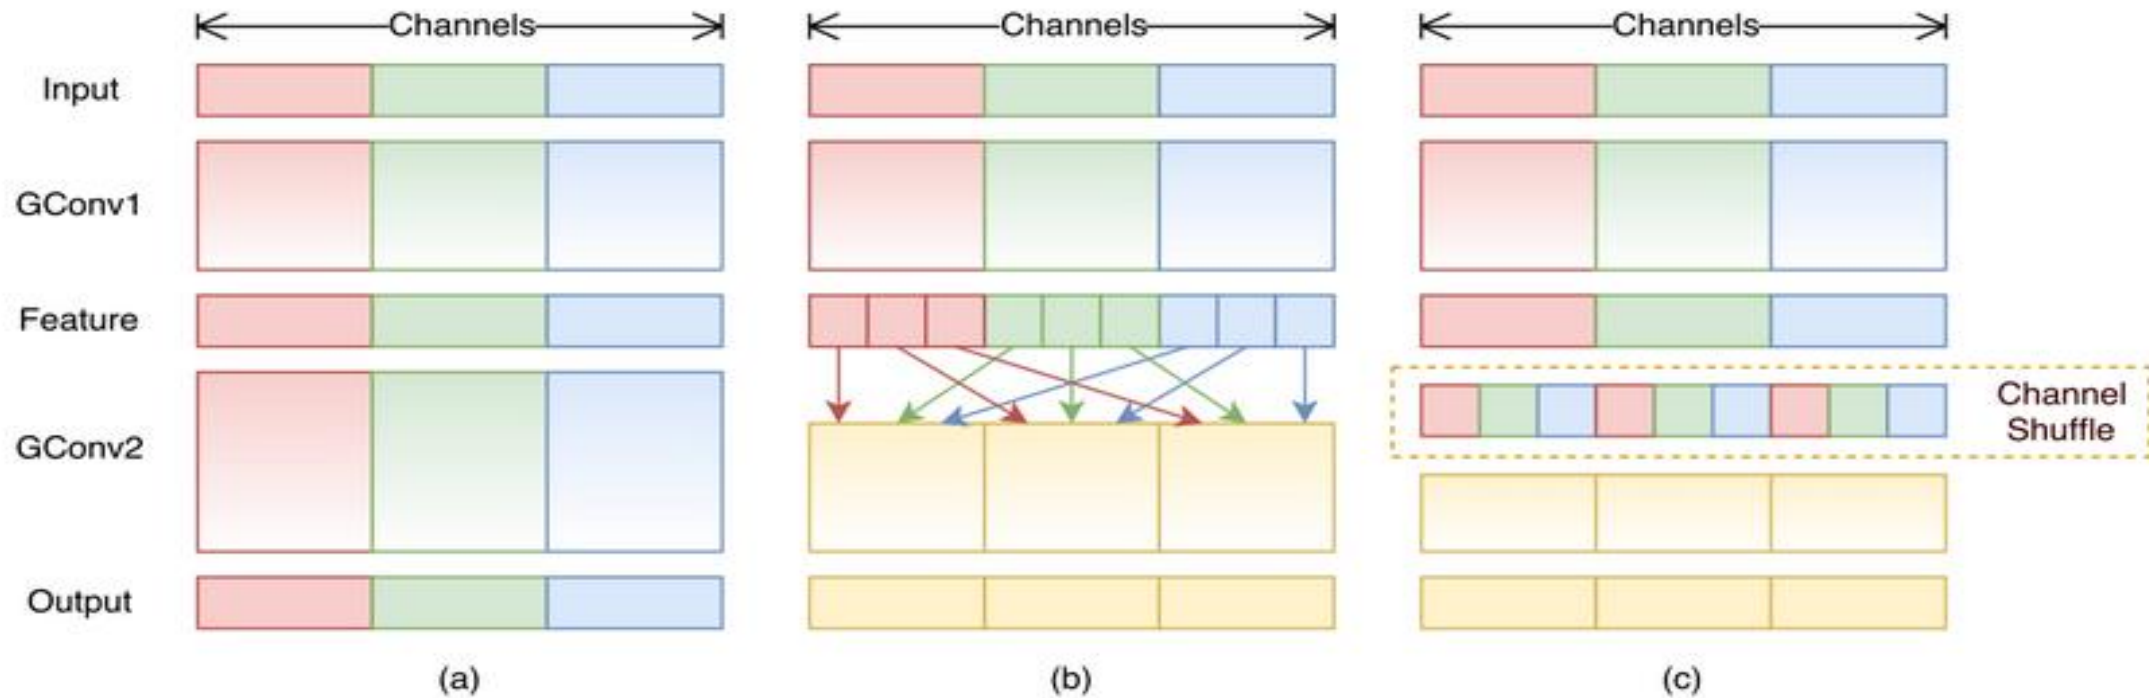 Channels Channels Channels
Input
GConv1
Feature
Channel
Shuffle
GConv2
Output
(a) (b) (c)